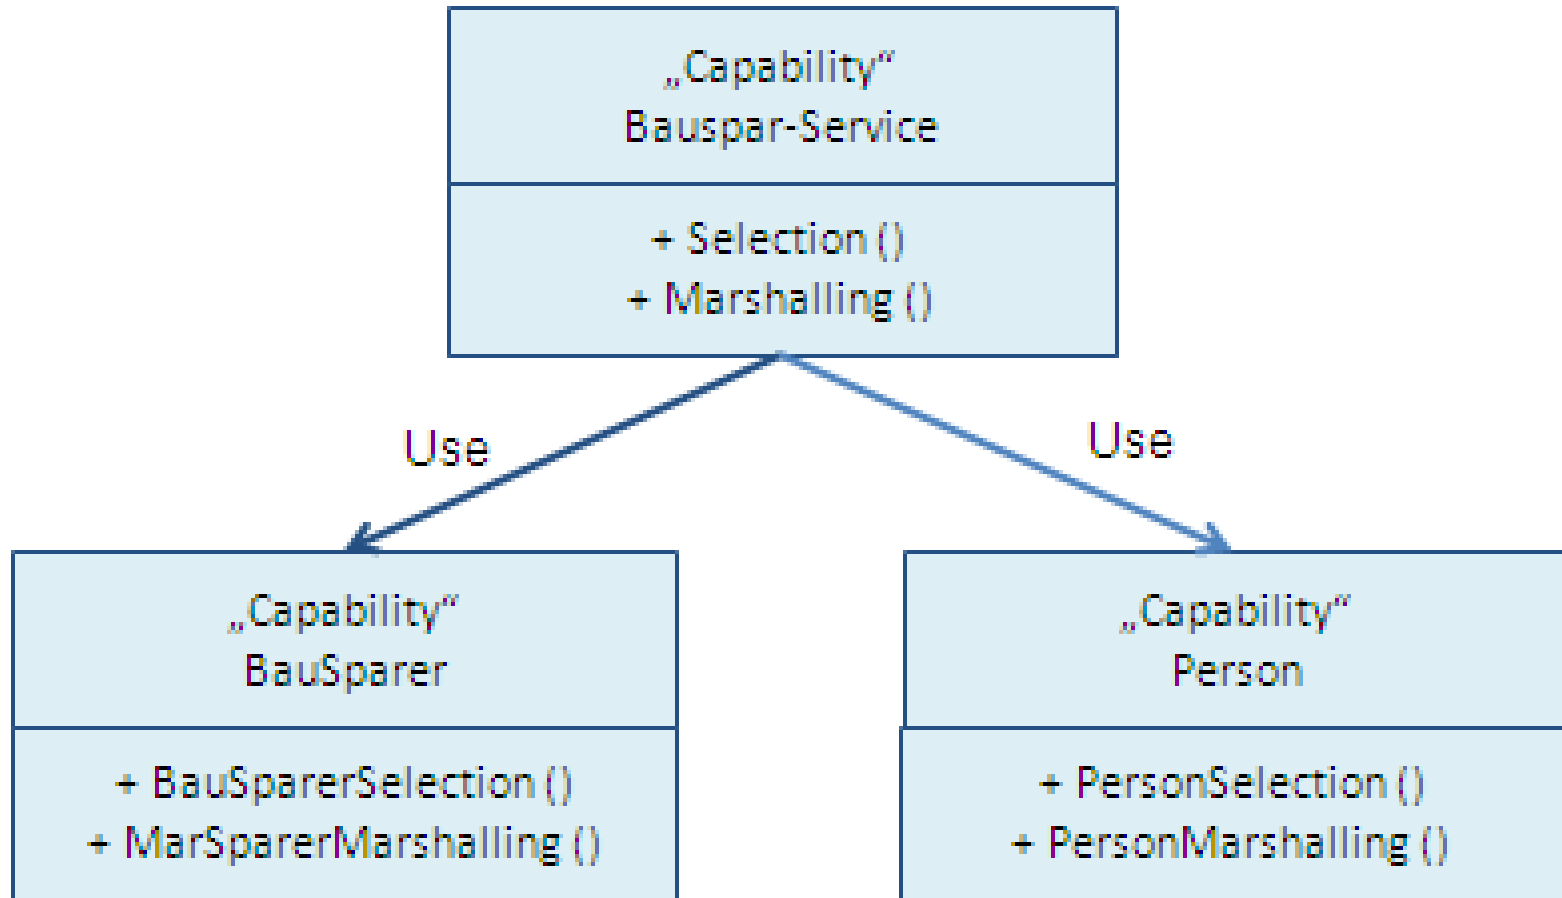 „Capability“
Bauspar-Service
+ Selection ()
+ Marshalling ()
Use
Use
„Capability“
BauSparer
+ BauSparerSelection ()
+ MarSparerMarshalling ()
„Capability“
Person
+ PersonSelection ()
+ PersonMarshalling ()